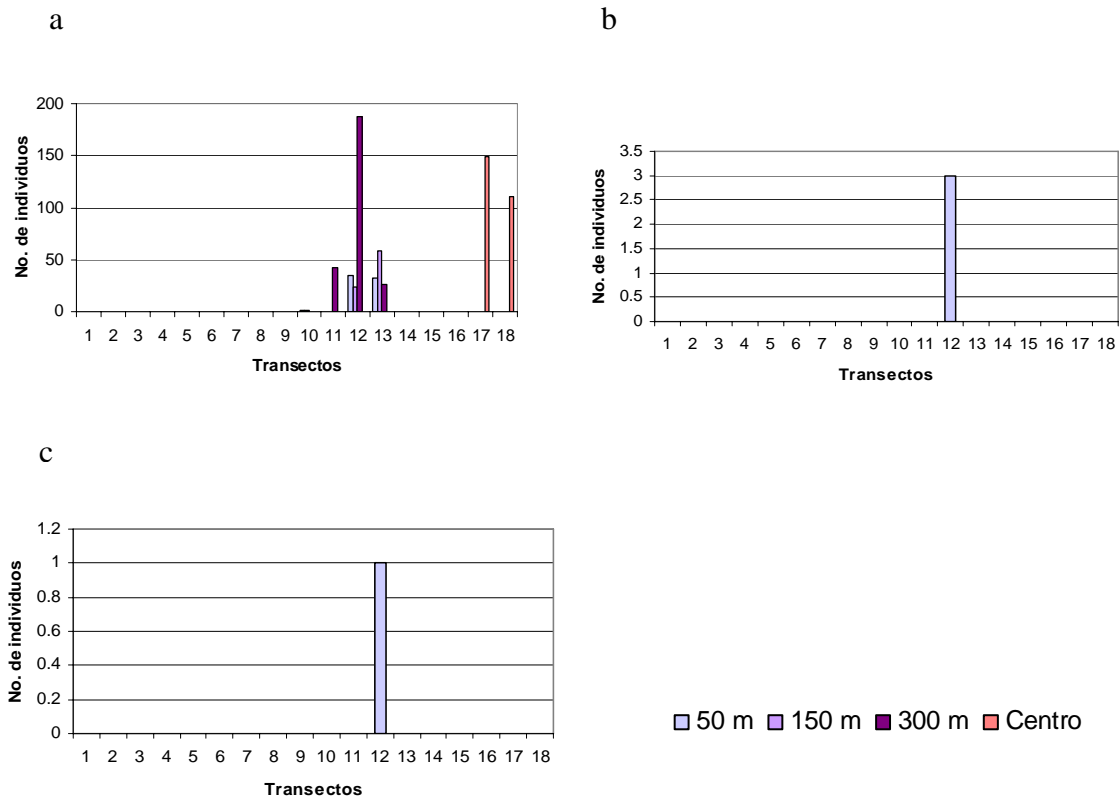 a
200
150
100
50
0
No. de individuos
1 2 3 4 5 6 7 8 9 10 11 12 13 14 15 16 17 18
Transectos
b
3.5
3
2.5
2
1.5
1
0.5
0
No. de individuos
1 2 3 4 5 6 7 8 9 10 11 12 13 14 15 16 17 18
Transectos
c
1.2
1
0.8
0.6
0.4
0.2
0
No. de individuos
1 2 3 4 5 6 7 8 9 10 11 12 13 14 15 16 17 18
Transectos
50 m 150 m 300 m Centro